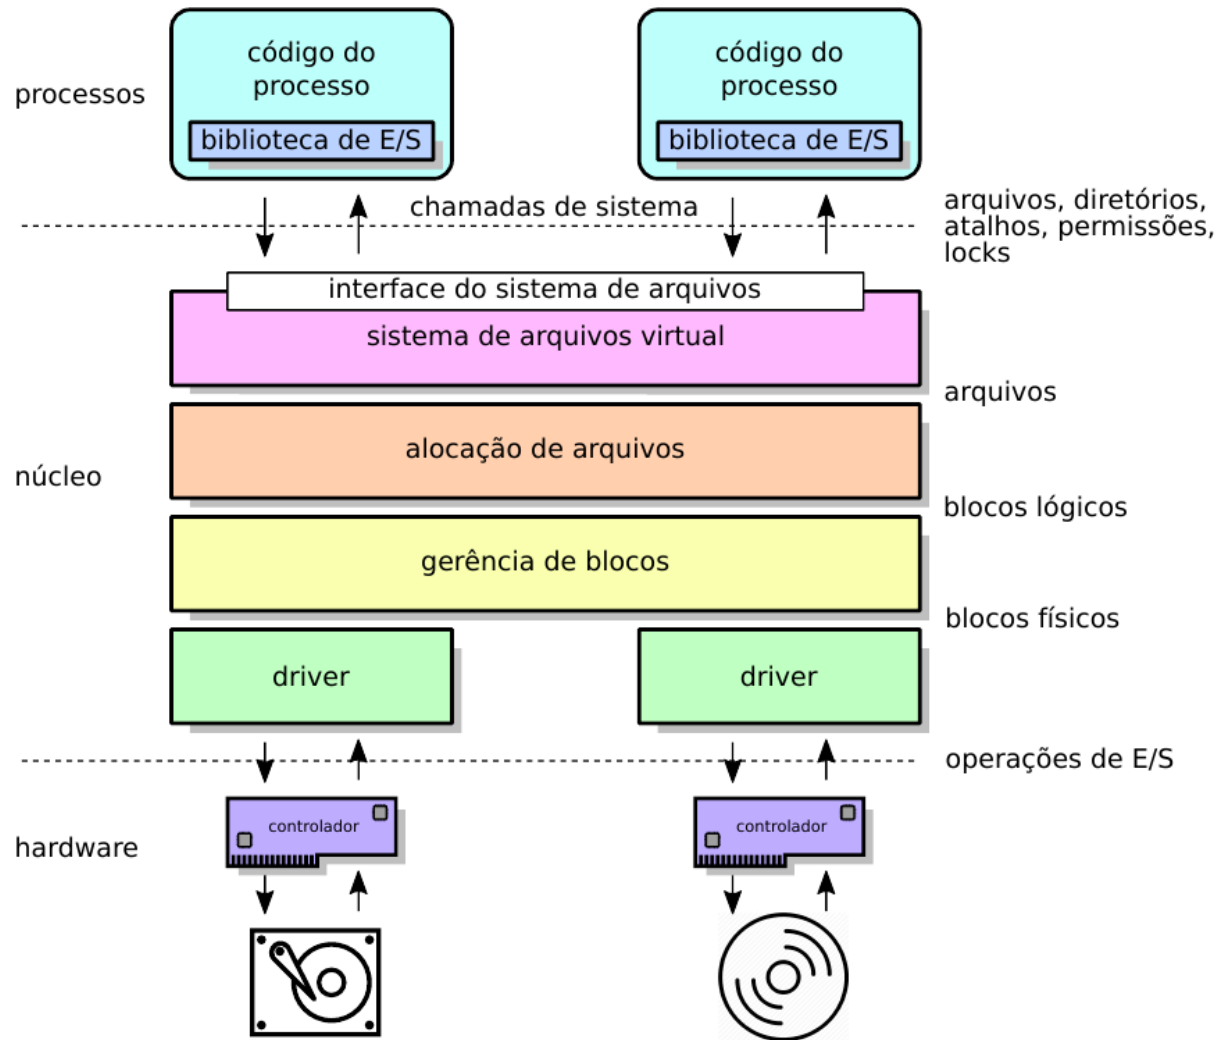 código do
processo
biblioteca de E/S
código do
processo
biblioteca de E/S
processos
chamadas de sistema
arquivos, diretórios,
atalhos, permissões,
locks
interface do sistema de arquivos
sistema de arquivos virtual
arquivos
alocação de arquivos
núcleo
blocos lógicos
gerência de blocos
blocos físicos
driver
driver
operações de E/S
controlador
controlador
hardware